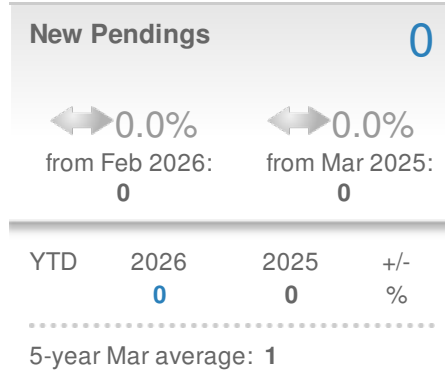 New Pendings 0
0.0% 0.0%
from Feb 2026: from Mar 2025:
0 0
YTD 2026 2025 +/-
0 0 %
5-year Mar average: 1